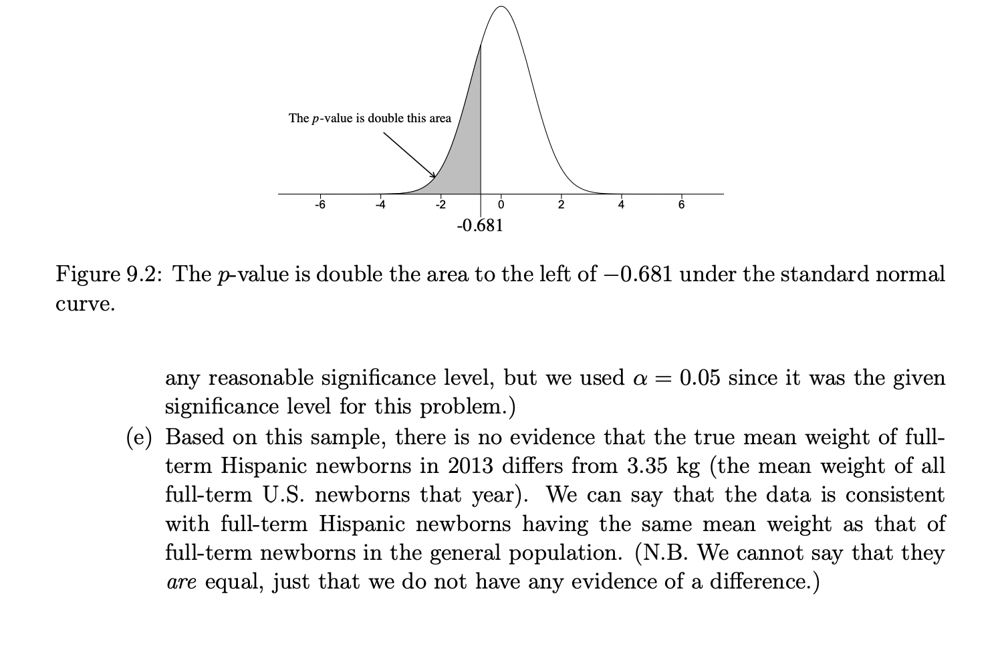 The p-value is double this area
-6 -4 -2 0 2 4 6
-0.681
Figure 9.2: The p-value is double the area to the left of −0.681 under the standard normal
curve.
any reasonable significance level, but we used α = 0.05 since it was the given
significance level for this problem.)
(e) Based on this sample, there is no evidence that the true mean weight of full-
term Hispanic newborns in 2013 differs from 3.35 kg (the mean weight of all
full-term U.S. newborns that year). We can say that the data is consistent
with full-term Hispanic newborns having the same mean weight as that of
full-term newborns in the general population. (N.B. We cannot say that they
are equal, just that we do not have any evidence of a difference.)